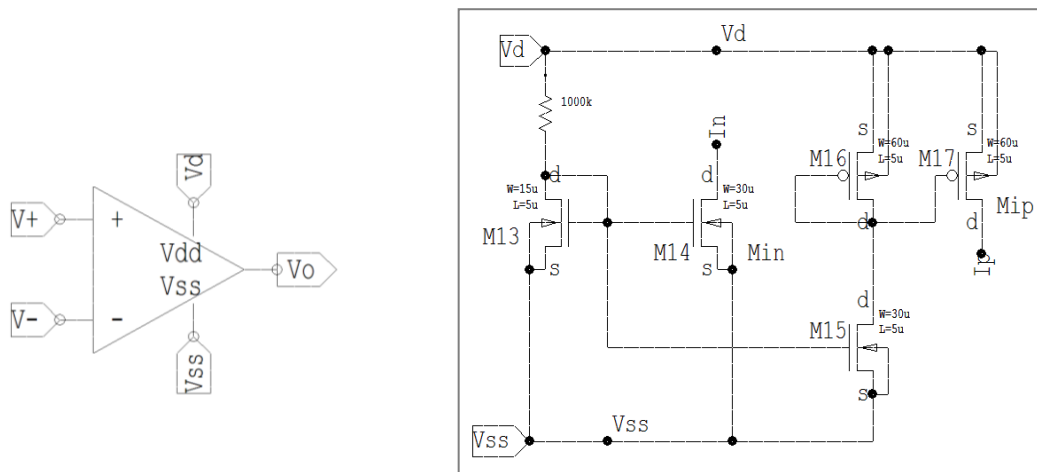 Vd
V+
+
Vdd
Vo
Vss
V-
-
Vss
Vd
Vd
1000k
In
d
W=15u
L=5u
M13
s
d
W=30u
L=5u
M14
Min
s
s
W=60u
L=5u
M16
d
s
W=60u
L=5u
M17
Mip
d
Ip
d
W=30u
L=5u
M15
s
Vss
Vss